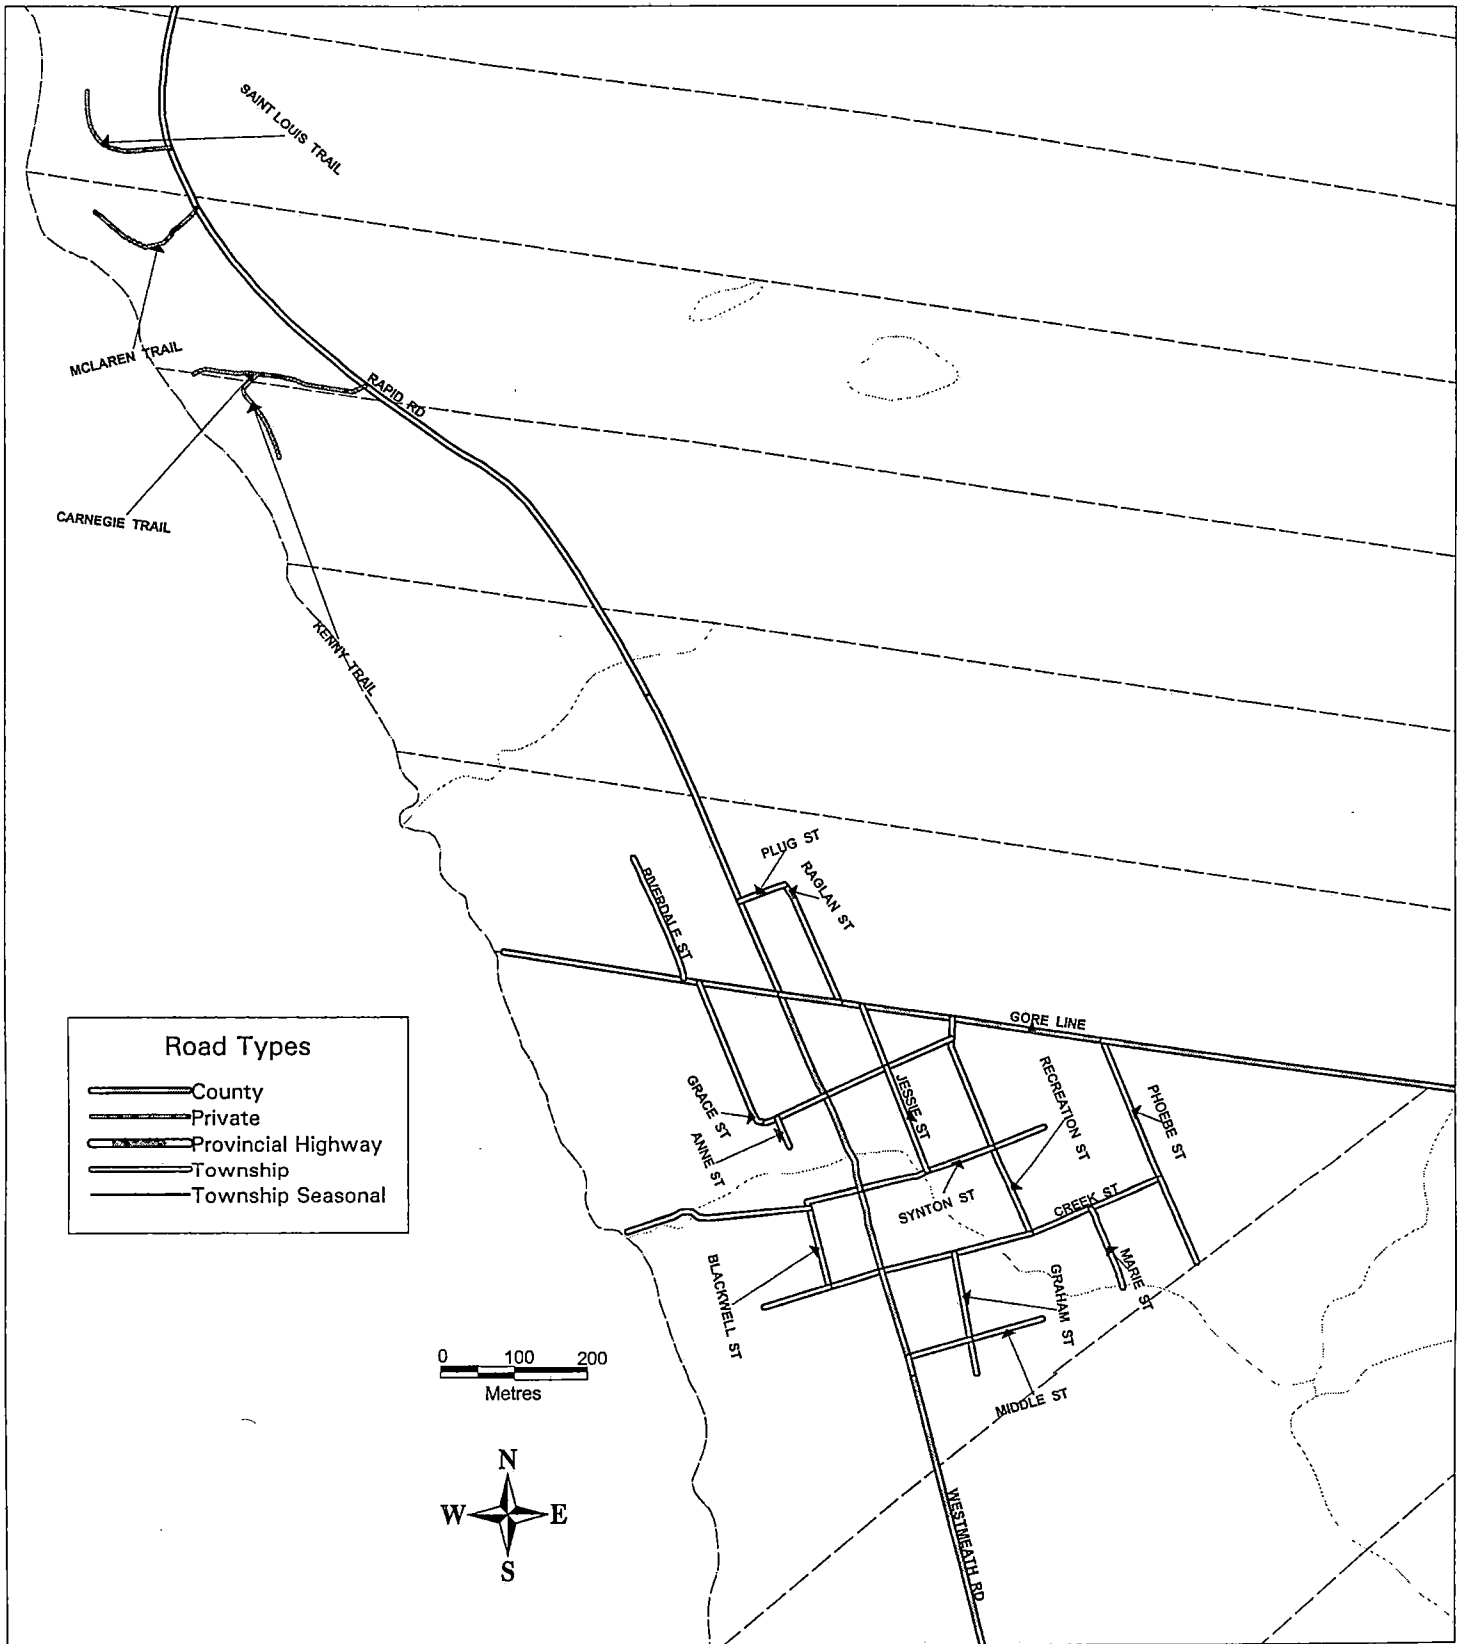 SAINT LOUIS TRAIL
MCLAREN TRAIL
RAPID RD
CARNEGIE TRAIL
KENNY TRAIL
PLUG ST
RAGLAN ST
RIVERDALE ST
GORE LINE
GRACE ST
ANNE ST
JESSIE ST
RECREATION ST
PHOEBE ST
SYNTON ST
CREEK ST
MARIE ST
BLACKWELL ST
GRAHAM ST
MIDDLE ST
WESTMEATH RD
Road Types
County
Private
Provincial Highway
Township
Township Seasonal
0 100 200
Metres
N
W E
S